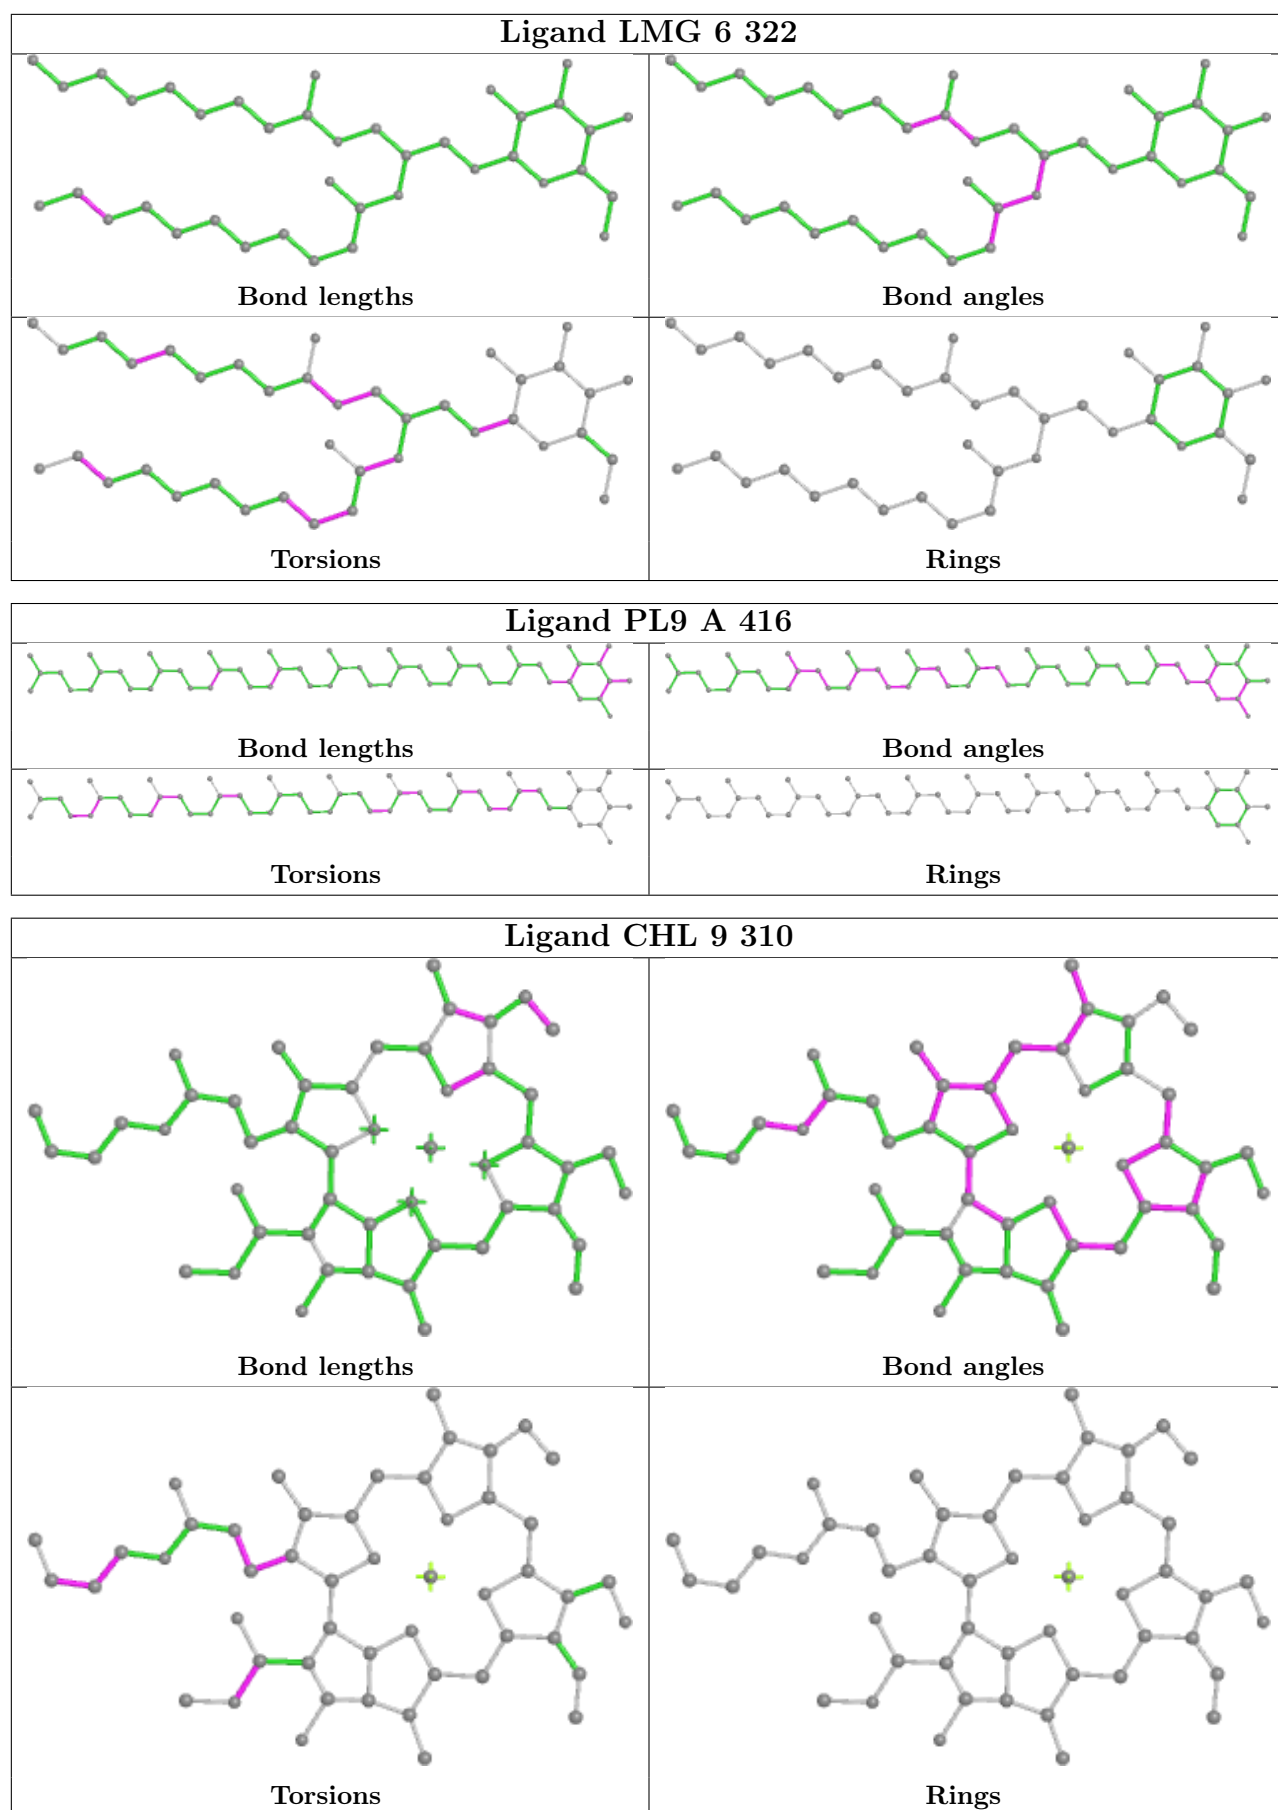 Ligand LMG 6 322
Bond lengths
Bond angles
Torsions
Rings
Ligand PL9 A 416
Bond lengths
Bond angles
Torsions
Rings
Ligand CHL 9 310
Bond lengths
Bond angles
Torsions
Rings